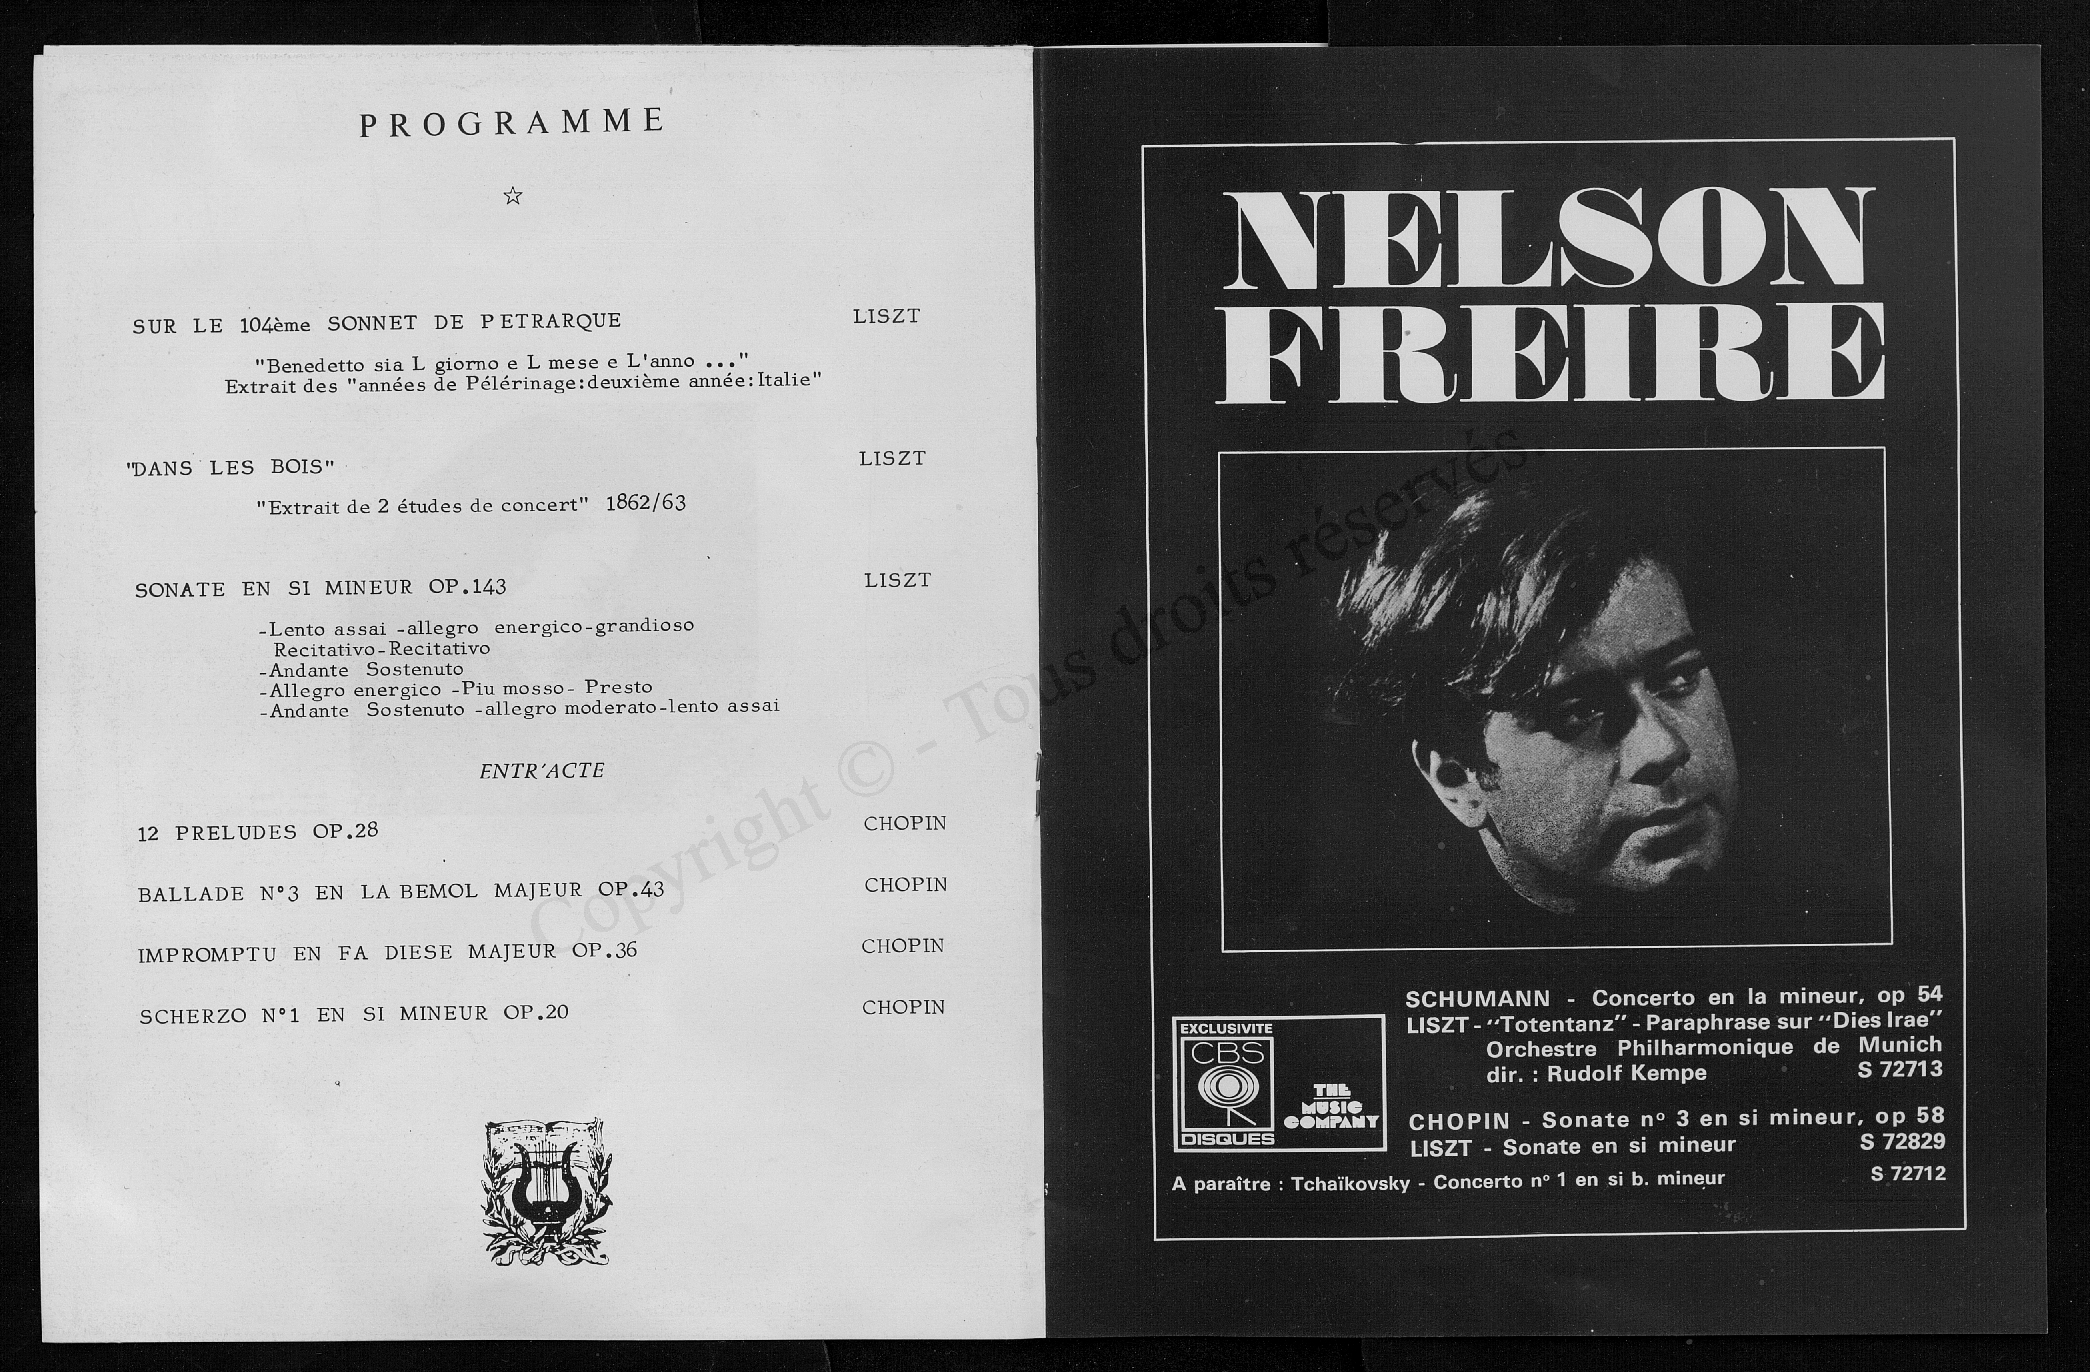 PROGRAMME
SUR LE 104ème SONNET DE PETRARQUE LISZT
"Benedetto sia L giorno e L mese e L'anno ..."
Extrait des "années de Pélérinage:deuxième année:Italie"
"DANS LES BOIS" LISZT
"Extrait de 2 études de concert" 1862/63
SONATE EN SI MINEUR OP.143 LISZT
-Lento assai -allegro energico-grandioso
Recitativo-Recitativo
-Andante Sostenuto
-Allegro energico -Piu mosso- Presto
-Andante Sostenuto -allegro moderato-lento assai
ENTR'ACTE
12 PRELUDES OP.28 CHOPIN
BALLADE N°3 EN LA BEMOL MAJEUR OP.43 CHOPIN
IMPROMPTU EN FA DIESE MAJEUR OP.36 CHOPIN
SCHERZO N°1 EN SI MINEUR OP.20 CHOPIN
Copyright © - Tous droits réservés.
NELSON
FREIRE
EXCLUSIVITE
CBS
DISQUES
THE
MUSIC
COMPANY
SCHUMANN - Concerto en la mineur, op 54
LISZT - "Totentanz" - Paraphrase sur "Dies Irae"
Orchestre Philharmonique de Munich
dir. : Rudolf Kempe S 72713
CHOPIN - Sonate n° 3 en si mineur, op 58
LISZT - Sonate en si mineur S 72829
A paraître : Tchaïkovsky - Concerto n° 1 en si b. mineur S 72712